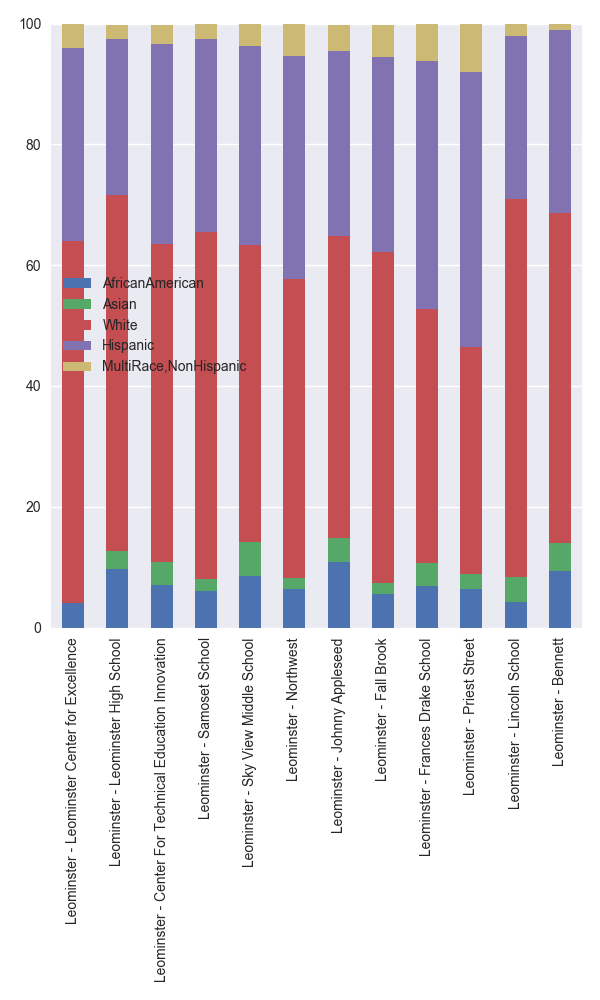 100
80
60
40
20
0
AfricanAmerican
Asian
White
Hispanic
MultiRace,NonHispanic
Leominster - Leominster Center for Excellence
Leominster - Leominster High School
Leominster - Center For Technical Education Innovation
Leominster - Samoset School
Leominster - Sky View Middle School
Leominster - Northwest
Leominster - Johnny Appleseed
Leominster - Fall Brook
Leominster - Frances Drake School
Leominster - Priest Street
Leominster - Lincoln School
Leominster - Bennett